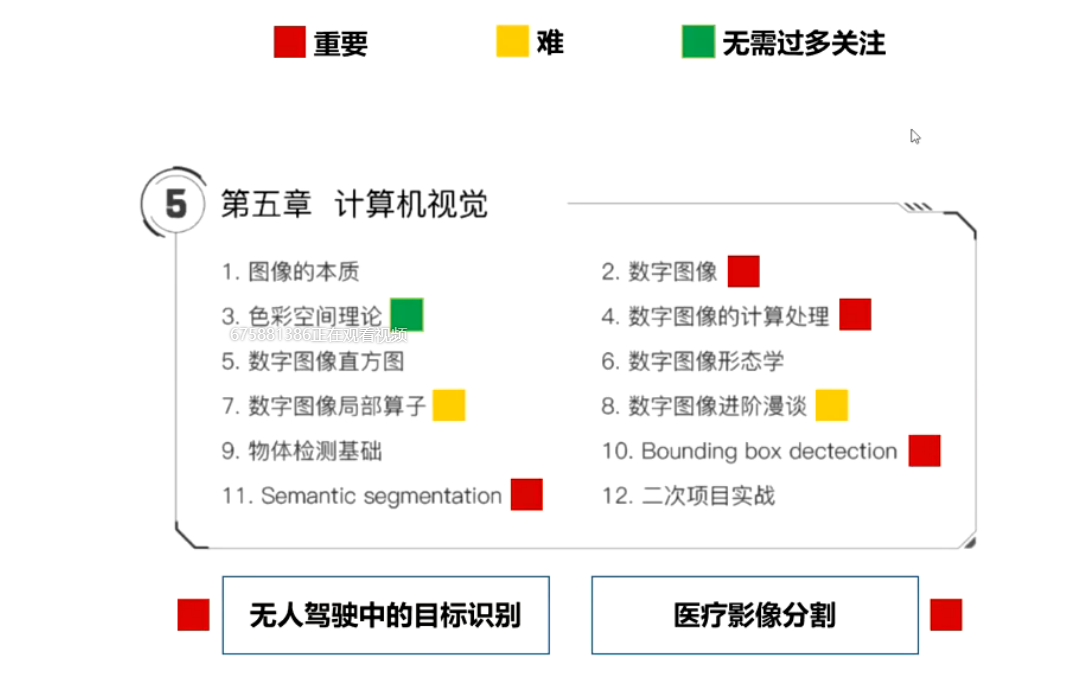 重要 难 无需过多关注
5 第五章 计算机视觉
1. 图像的本质 2. 数字图像
3. 色彩空间理论 4. 数字图像的计算处理
675881386正在观看视频
5. 数字图像直方图 6. 数字图像形态学
7. 数字图像局部算子 8. 数字图像进阶漫谈
9. 物体检测基础 10. Bounding box dectection
11. Semantic segmentation 12. 二次项目实战
无人驾驶中的目标识别 医疗影像分割